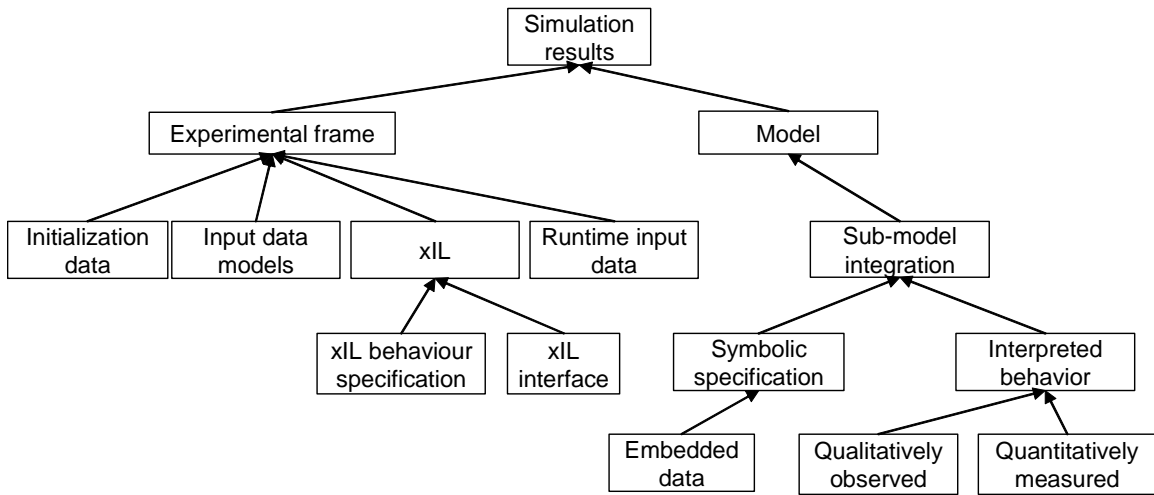 Simulation
results
Experimental frame
Model
Initialization
data
Input data
models
xIL
Runtime input
data
Sub-model
integration
xIL behaviour
specification
xIL
interface
Symbolic
specification
Interpreted
behavior
Embedded
data
Qualitatively
observed
Quantitatively
measured